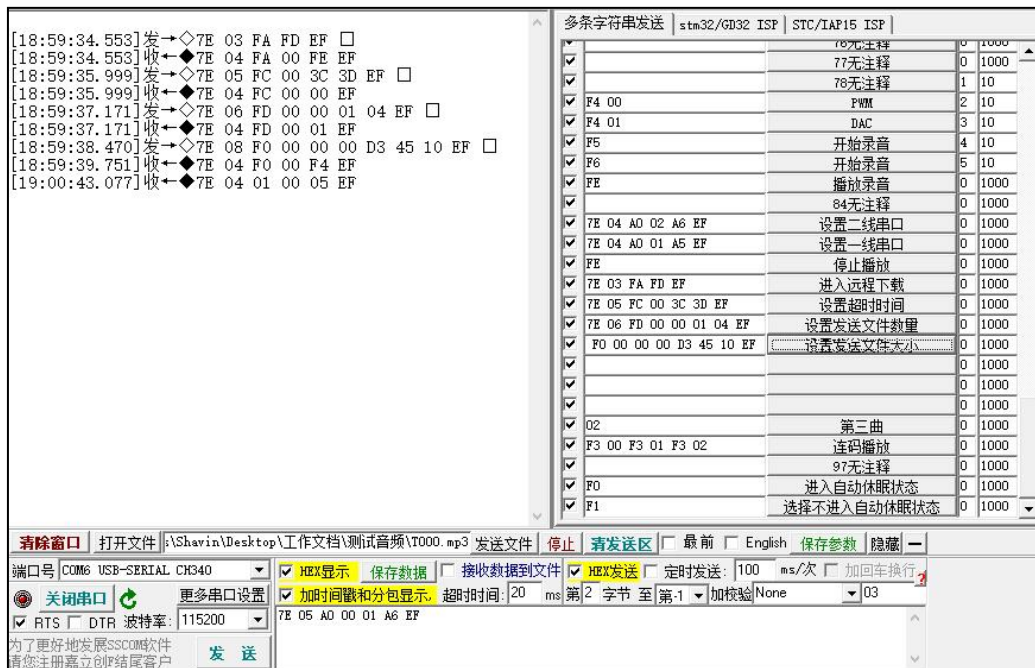 [18:59:34.553]发→◇7E 03 FA FD EF □
[18:59:34.553]收←◆7E 04 FA 00 FE EF
[18:59:35.999]发→◇7E 05 FC 00 3C 3D EF □
[18:59:35.999]收←◆7E 04 FC 00 00 EF
[18:59:37.171]发→◇7E 06 FD 00 00 01 04 EF □
[18:59:37.171]收←◆7E 04 FD 00 01 EF
[18:59:38.470]发→◇7E 08 F0 00 00 00 D3 45 10 EF □
[18:59:39.751]收←◆7E 04 F0 00 F4 EF
[19:00:43.077]收←◆7E 04 01 00 05 EF
多条字符串发送 stm32/GD32 ISP STC/IAP15 ISP
76无注释 0 1000
77无注释 0 1000
78无注释 1 10
F4 00 PWM 2 10
F4 01 DAC 3 10
F5 开始录音 4 10
F6 开始录音 5 10
FE 播放录音 0 1000
84无注释 0 1000
7E 04 A0 02 A6 EF 设置二线串口 0 1000
7E 04 A0 01 A5 EF 设置一线串口 0 1000
FE 停止播放 0 1000
7E 03 FA FD EF 进入远程下载 0 1000
7E 05 FC 00 3C 3D EF 设置超时时间 0 1000
7E 06 FD 00 00 01 04 EF 设置发送文件数量 0 1000
F0 00 00 00 D3 45 10 EF 设置发送文件大小 0 1000
0 1000
0 1000
0 1000
02 第三曲 0 1000
F3 00 F3 01 F3 02 连码播放 0 1000
97无注释 0 1000
F0 进入自动休眠状态 0 1000
F1 选择不进入自动休眠状态 0 1000
清除窗口 打开文件 :\Shavin\Desktop\工作文档\测试音频\T000.mp3 发送文件 停止 清发送区 最前 English 保存参数 隐藏
端口号 COM6 USB-SERIAL CH340 HEX显示 保存数据 接收数据到文件 HEX发送 定时发送: 100 ms/次 加回车换行
关闭串口 更多串口设置 加时间戳和分包显示. 超时时间: 20 ms 第2 字节 至 第-1 加校验None 03
RTS DTR 波特率: 115200 7E 05 A0 00 01 A6 EF
为了更好地发展SSCOM软件
请您注册嘉立创F结尾客户
发 送